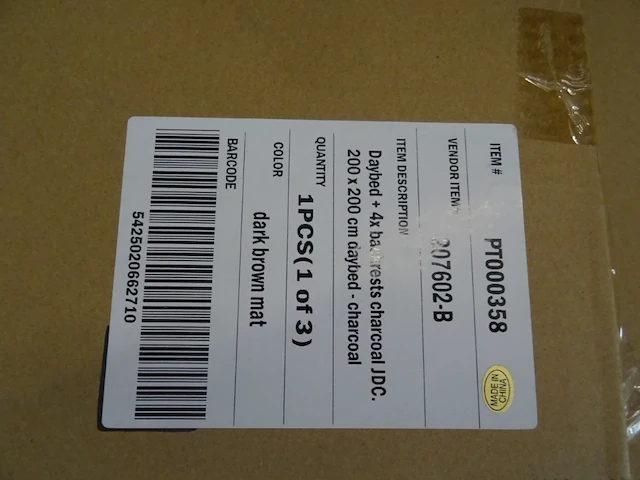 ITEM # PT000358
MADE IN
CHINA
VENDOR ITEM# 207602-B
ITEM DESCRIPTION
Daybed + 4x backrests charcoal JDC.
200 x 200 cm daybed - charcoal
QUANTITY 1PCS(1 of 3)
COLOR dark brown mat
BARCODE
5425020662710